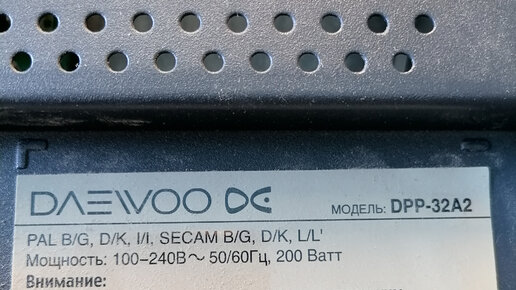 DAEWOO МОДЕЛЬ: DPP-32A2
PAL B/G, D/K, I/I, SECAM B/G, D/K, L/L'
Мощность: 100-240В~ 50/60Гц, 200 Ватт
Внимание: